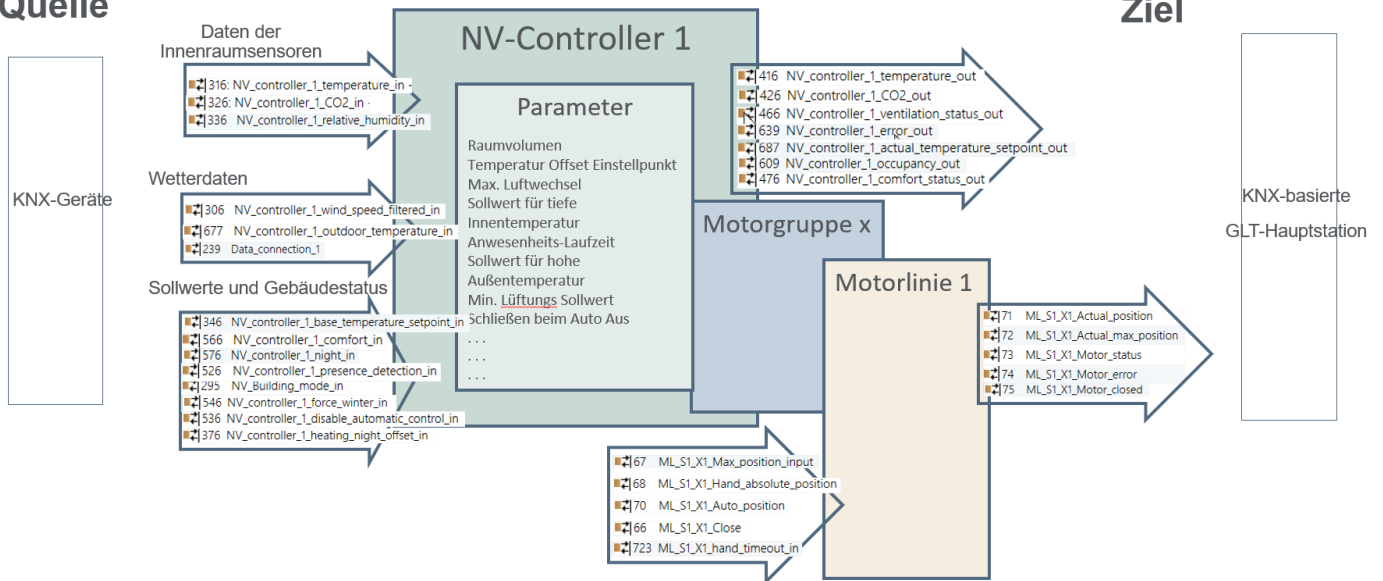 Quelle
Ziel
Daten der
Innenraumsensoren
316: NV_controller_1_temperature_in -
326: NV_controller_1_CO2_in -
336 NV_controller_1_relative_humidity_in
KNX-Geräte
Wetterdaten
306 NV_controller_1_wind_speed_filtered_in
677 NV_controller_1_outdoor_temperature_in
239 Data_connection_1
Sollwerte und Gebäudestatus
346 NV_controller_1_base_temperature_setpoint_in
566 NV_controller_1_comfort_in
576 NV_controller_1_night_in
526 NV_controller_1_presence_detection_in
295 NV_Building_mode_in
546 NV_controller_1_force_winter_in
536 NV_controller_1_disable_automatic_control_in
376 NV_controller_1_heating_night_offset_in
NV-Controller 1
Parameter
Raumvolumen
Temperatur Offset Einstellpunkt
Max. Luftwechsel
Sollwert für tiefe
Innentemperatur
Anwesenheits-Laufzeit
Sollwert für hohe
Außentemperatur
Min. Lüftungs Sollwert
Schließen beim Auto Aus
. . .
. . .
. . .
416 NV_controller_1_temperature_out
426 NV_controller_1_CO2_out
466 NV_controller_1_ventilation_status_out
639 NV_controller_1_error_out
687 NV_controller_1_actual_temperature_setpoint_out
609 NV_controller_1_occupancy_out
476 NV_controller_1_comfort_status_out
Motorgruppe x
Motorlinie 1
67 ML_S1_X1_Max_position_input
68 ML_S1_X1_Hand_absolute_position
70 ML_S1_X1_Auto_position
66 ML_S1_X1_Close
723 ML_S1_X1_hand_timeout_in
71 ML_S1_X1_Actual_position
72 ML_S1_X1_Actual_max_position
73 ML_S1_X1_Motor_status
74 ML_S1_X1_Motor_error
75 ML_S1_X1_Motor_closed
KNX-basierte
GLT-Hauptstation